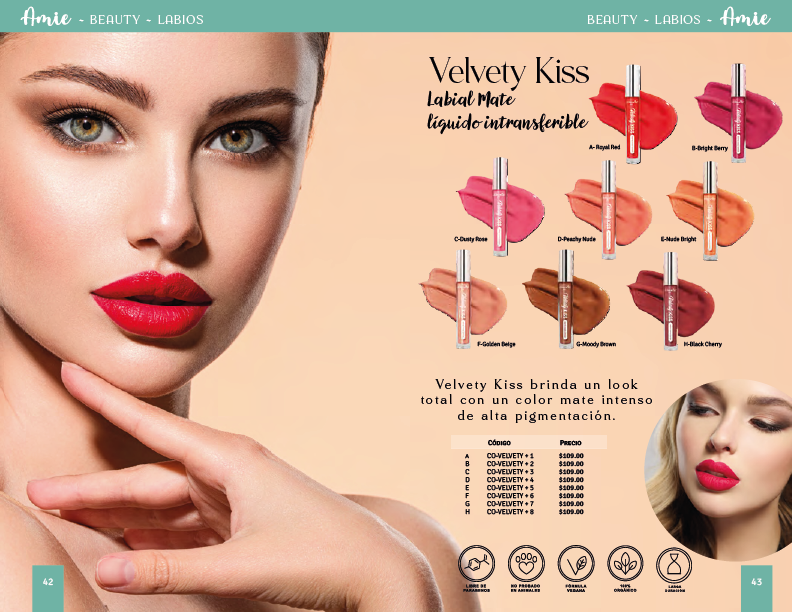 Amie ~ BEAUTY ~ LABIOS
BEAUTY ~ LABIOS ~ Amie
Velvety Kiss
Labial Mate
líquido intransferible
A- Royal Red
B-Bright Berry
C-Dusty Rose
D-Peachy Nude
E-Nude Bright
F-Golden Beige
G-Moody Brown
H-Black Cherry
Velvety Kiss brinda un look
total con un color mate intenso
de alta pigmentación.
CÓDIGO PRECIO
A CO-VELVETY + 1 $109.00
B CO-VELVETY + 2 $109.00
C CO-VELVETY + 3 $109.00
D CO-VELVETY + 4 $109.00
E CO-VELVETY + 5 $109.00
F CO-VELVETY + 6 $109.00
G CO-VELVETY + 7 $109.00
H CO-VELVETY + 8 $109.00
LIBRE DE
PARABENOS
NO PROBADO
EN ANIMALES
FÓRMULA
VEGANA
100%
ORGÁNICO
LARGA
DURACIÓN
42
43